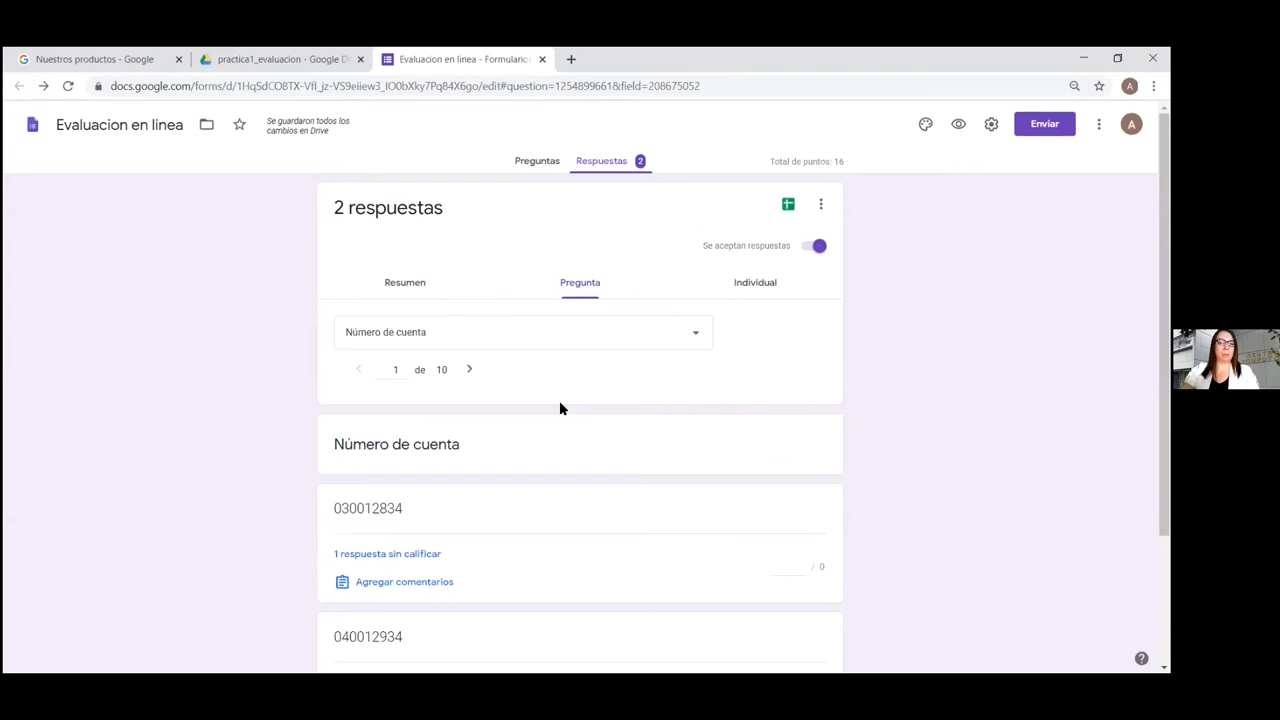 Nuestros productos - Google
practica1_evaluacion - Google D
Evaluacion en linea - Formularios
docs.google.com/forms/d/1HqSdCO8TX-VfI_jz-VS9eiiew3_IO0bXky7Pq84X6go/edit#question=1254899661&field=208675052
A
Evaluacion en linea
Se guardaron todos los
cambios en Drive
Enviar
A
Preguntas
Respuestas 2
Total de puntos: 16
2 respuestas
Se aceptan respuestas
Resumen
Pregunta
Individual
Número de cuenta
1 de 10
Número de cuenta
030012834
1 respuesta sin calificar
/ 0
Agregar comentarios
040012934